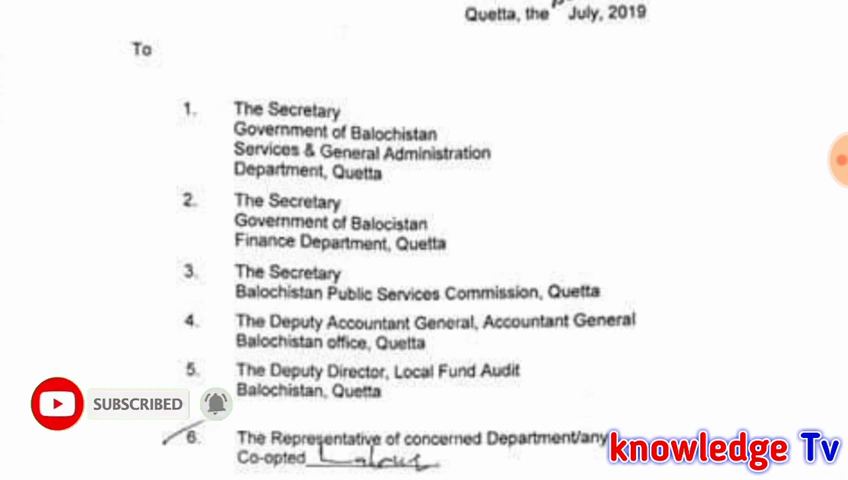 Quetta, the July, 2019
To
1. The Secretary
Government of Balochistan
Services & General Administration
Department, Quetta
2. The Secretary
Government of Balocistan
Finance Department, Quetta
3. The Secretary
Balochistan Public Services Commission, Quetta
4. The Deputy Accountant General, Accountant General
Balochistan office, Quetta
5. The Deputy Director, Local Fund Audit
Balochistan, Quetta
6. The Representative of concerned Department/any
Co-opted
SUBSCRIBED
knowledge Tv